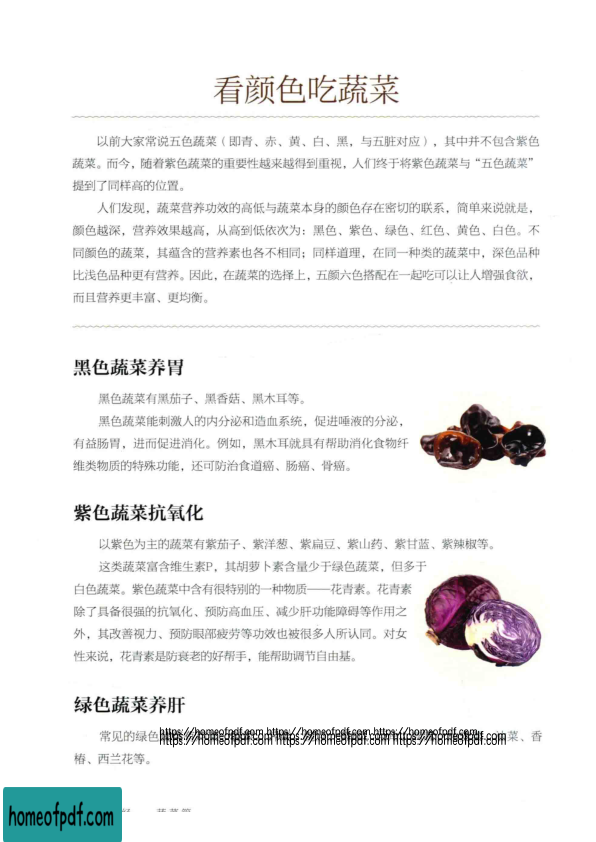 看颜色吃蔬菜
以前大家常说五色蔬菜（即青、赤、黄、白、黑，与五脏对应），其中并不包含紫色
蔬菜。而今，随着紫色蔬菜的重要性越来越得到重视，人们终于将紫色蔬菜与“五色蔬菜”
提到了同样高的位置。
人们发现，蔬菜营养功效的高低与蔬菜本身的颜色存在密切的联系，简单来说就是，
颜色越深，营养效果越高，从高到低依次为：黑色、紫色、绿色、红色、黄色、白色。不
同颜色的蔬菜，其蕴含的营养素也各不相同；同样道理，在同一种类的蔬菜中，深色品种
比浅色品种更有营养。因此，在蔬菜的选择上，五颜六色搭配在一起吃可以让人增强食欲，
而且营养更丰富、更均衡。
黑色蔬菜养胃
黑色蔬菜有黑茄子、黑香菇、黑木耳等。
黑色蔬菜能刺激人的内分泌和造血系统，促进唾液的分泌，
有益肠胃，进而促进消化。例如，黑木耳就具有帮助消化食物纤
维类物质的特殊功能，还可防治食道癌、肠癌、骨癌。
紫色蔬菜抗氧化
以紫色为主的蔬菜有紫茄子、紫洋葱、紫扁豆、紫山药、紫甘蓝、紫辣椒等。
这类蔬菜富含维生素P，其胡萝卜素含量少于绿色蔬菜，但多于
白色蔬菜。紫色蔬菜中含有很特别的一种物质——花青素。花青素
除了具备很强的抗氧化、预防高血压、减少肝功能障碍等作用之
外，其改善视力、预防眼部疲劳等功效也被很多人所认同。对女
性来说，花青素是防衰老的好帮手，能帮助调节自由基。
绿色蔬菜养肝
常见的绿色 菜、香
https://homeofpdf.com https://homeofpdf.com https://homeofpdf.com
https://homeofpdf.com https://homeofpdf.com https://homeofpdf.com
椿、西兰花等。
homeofpdf.com